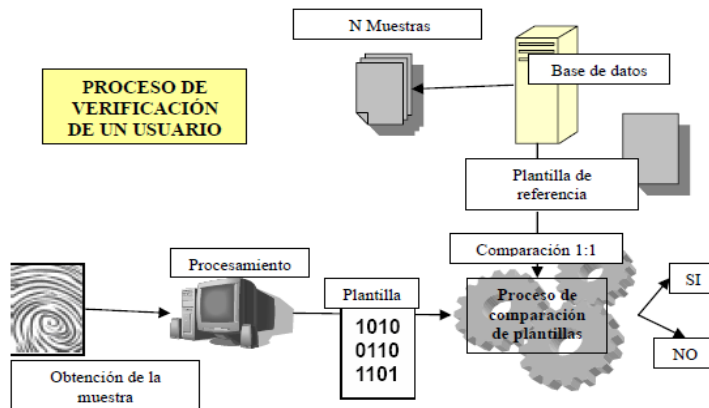 N Muestras
Base de datos
PROCESO DE
VERIFICACIÓN
DE UN USUARIO
Plantilla de
referencia
Comparación 1:1
Procesamiento
Plantilla
1010
0110
1101
Proceso de
comparación
de plántillas
SI
NO
Obtención de la
muestra